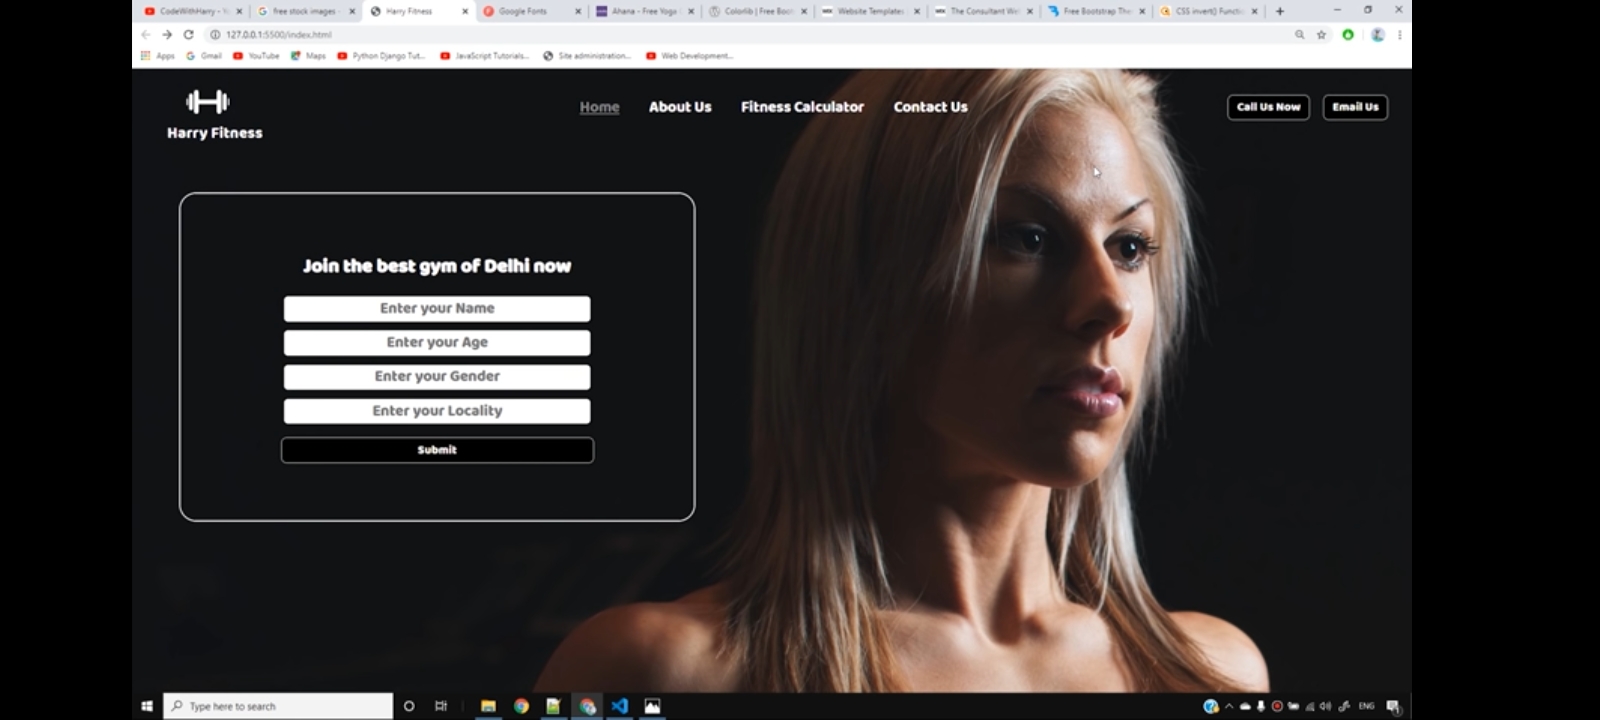 CodeWithHarry - free stock images - Harry Fitness Google Fonts Ahana - Free Yoga Colorlib | Free Boot Website Templates The Consultant We Free Bootstrap The CSS invert() Functi
127.0.0.1:5500/index.html
Apps Gmail YouTube Maps Python Django Tut... JavaScript Tutorials... Site administration... Web Development...
Harry Fitness
Home About Us Fitness Calculator Contact Us
Call Us Now Email Us
Join the best gym of Delhi now
Enter your Name
Enter your Age
Enter your Gender
Enter your Locality
Submit
Type here to search
ENG